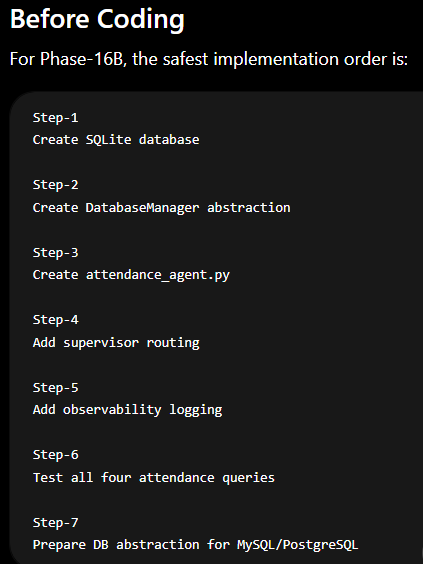 Before Coding
For Phase-16B, the safest implementation order is:
Step-1
Create SQLite database
Step-2
Create DatabaseManager abstraction
Step-3
Create attendance_agent.py
Step-4
Add supervisor routing
Step-5
Add observability logging
Step-6
Test all four attendance queries
Step-7
Prepare DB abstraction for MySQL/PostgreSQL